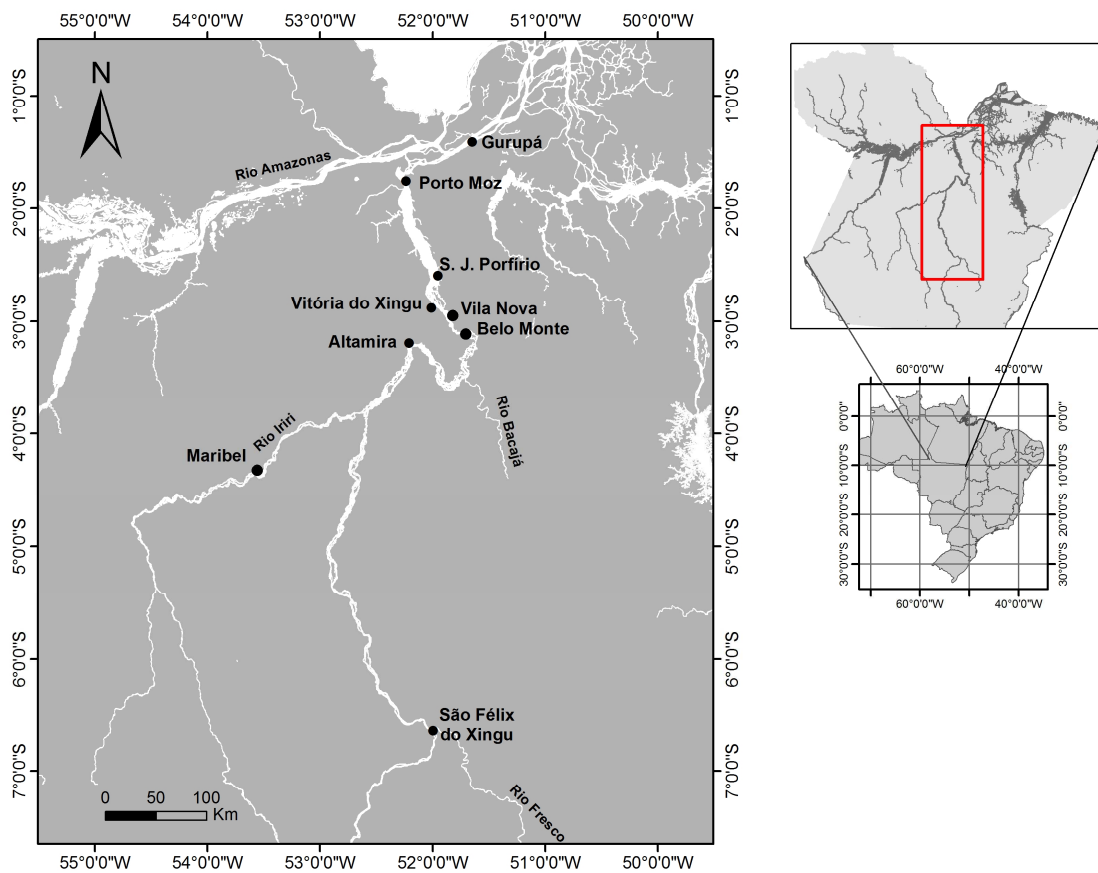 55°0'0"W 54°0'0"W 53°0'0"W 52°0'0"W 51°0'0"W 50°0'0"W
N
1°0'0"S
1°0'0"S
Gurupá
Rio Amazonas
Porto Moz
2°0'0"S
2°0'0"S
S. J. Porfírio
Vitória do Xingu
Vila Nova
3°0'0"S
3°0'0"S
Belo Monte
Altamira
Rio Bacajá
4°0'0"S
4°0'0"S
Rio Iriri
Maribel
5°0'0"S
5°0'0"S
6°0'0"S
6°0'0"S
São Félix
do Xingu
7°0'0"S
7°0'0"S
Rio Fresco
0 50 100
Km
55°0'0"W 54°0'0"W 53°0'0"W 52°0'0"W 51°0'0"W 50°0'0"W
60°0'0"W 40°0'0"W
0°0'0"
0°0'0"
10°0'0"S
10°0'0"S
20°0'0"S
20°0'0"S
30°0'0"S
30°0'0"S
60°0'0"W 40°0'0"W